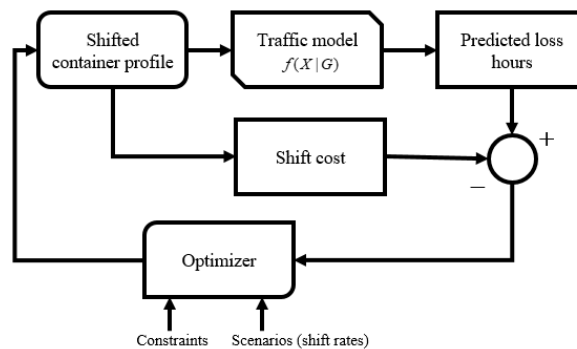 Shifted
container profile
Traffic model
f(X|G)
Predicted loss
hours
Shift cost
+
−
Optimizer
Constraints
Scenarios (shift rates)